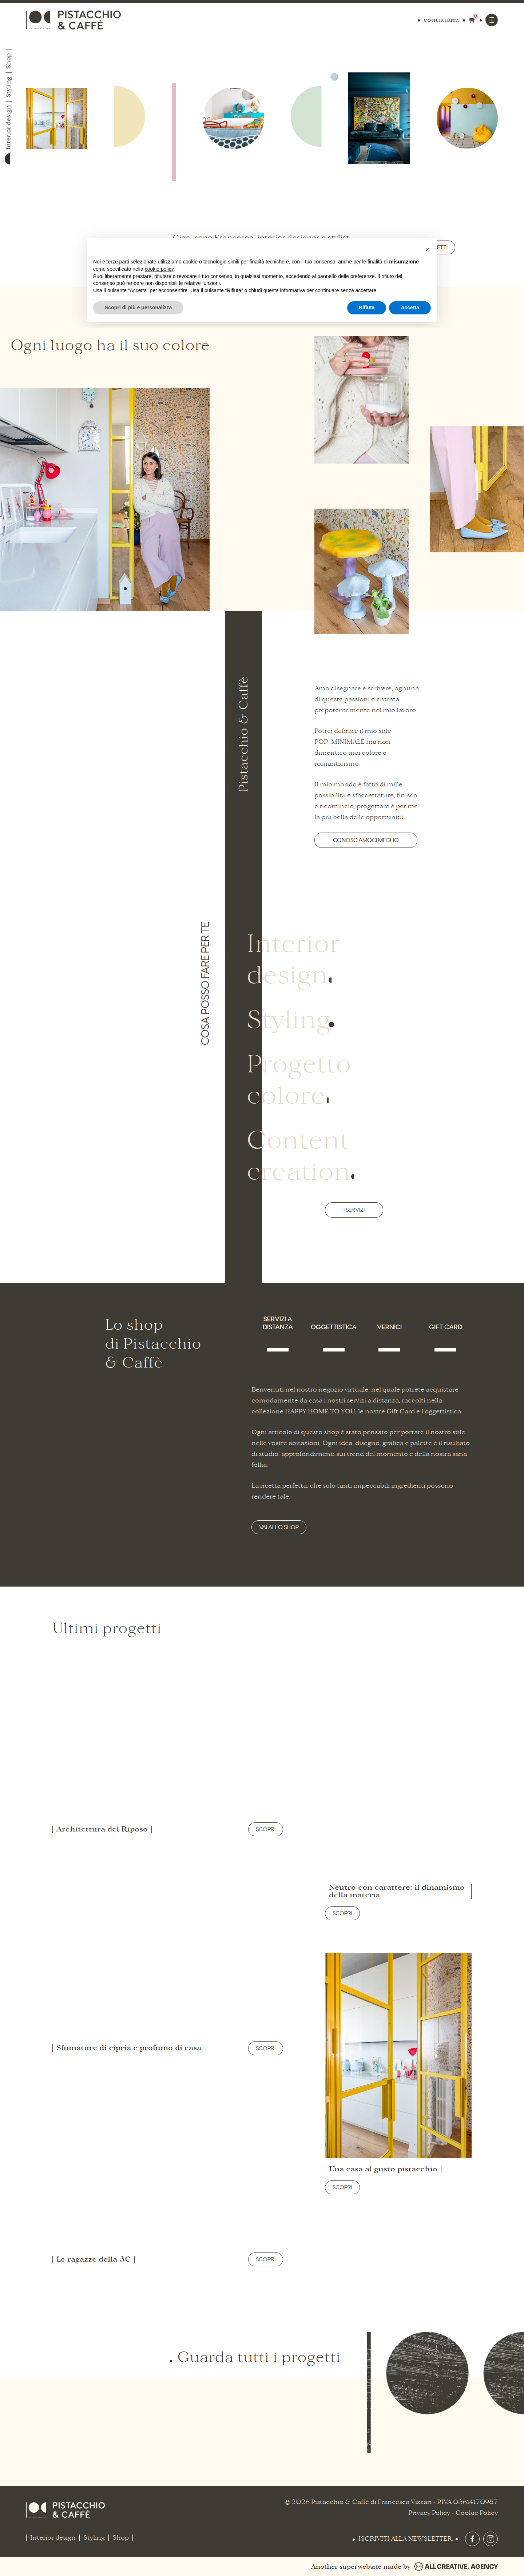 PISTACCHIO
& CAFFÈ
contattami
Interior design | Styling | Shop |
Ciao, sono Francesca, interior designer e stylist
×
Noi e terze parti selezionate utilizziamo cookie o tecnologie simili per finalità tecniche e, con il tuo consenso, anche per le finalità di misurazione
come specificato nella cookie policy.
Puoi liberamente prestare, rifiutare o revocare il tuo consenso, in qualsiasi momento, accedendo al pannello delle preferenze. Il rifiuto del
consenso può rendere non disponibili le relative funzioni.
Usa il pulsante “Accetta” per acconsentire. Usa il pulsante “Rifiuta” o chiudi questa informativa per continuare senza accettare.
Scopri di più e personalizza
Rifiuta
Accetta
Ogni luogo ha il suo colore
Pistacchio & Caffè
Amo disegnare e scrivere, ognuna
di queste passioni è entrata
prepotentemente nel mio lavoro.
Potrei definire il mio stile
POP_MINIMALE ma non
dimentico mai colore e
romanticismo.
Il mio mondo è fatto di mille
possibilità e sfaccettature, finisco
e ricomincio, progettare è per me
la più bella delle opportunità.
CONOSCIAMOCI MEGLIO
COSA POSSO FARE PER TE
Interior
design
Styling
Progetto
colore
Content
creation
I SERVIZI
Lo shop
di Pistacchio
& Caffè
SERVIZI A
DISTANZA
OGGETTISTICA
VERNICI
GIFT CARD
Benvenuti nel nostro negozio virtuale, nel quale potrete acquistare
comodamente da casa i nostri servizi a distanza, raccolti nella
collezione HAPPY HOME TO YOU, le nostre Gift Card e l'oggettistica.
Ogni articolo di questo shop è stato pensato per portare il nostro stile
nelle vostre abitazioni. Ogni idea, disegno, grafica e palette è il risultato
di studio, approfondimenti sui trend del momento e della nostra sana
follia.
La ricetta perfetta, che solo tanti impeccabili ingredienti possono
rendere tale.
VAI ALLO SHOP
Ultimi progetti
| Architettura del Riposo |
SCOPRI
Neutro con carattere: il dinamismo
della materia
SCOPRI
| Sfumature di cipria e profumo di casa |
SCOPRI
| Una casa al gusto pistacchio |
SCOPRI
| Le ragazze della 3C |
SCOPRI
. Guarda tutti i progetti
PISTACCHIO
& CAFFÈ
© 2026 Pistacchio & Caffè di Francesca Vizzari - P.IVA 03614170967
Privacy Policy - Cookie Policy
| Interior design | Styling | Shop |
ISCRIVITI ALLA NEWSLETTER
Another superwebsite made by ALLCREATIVE.AGENCY